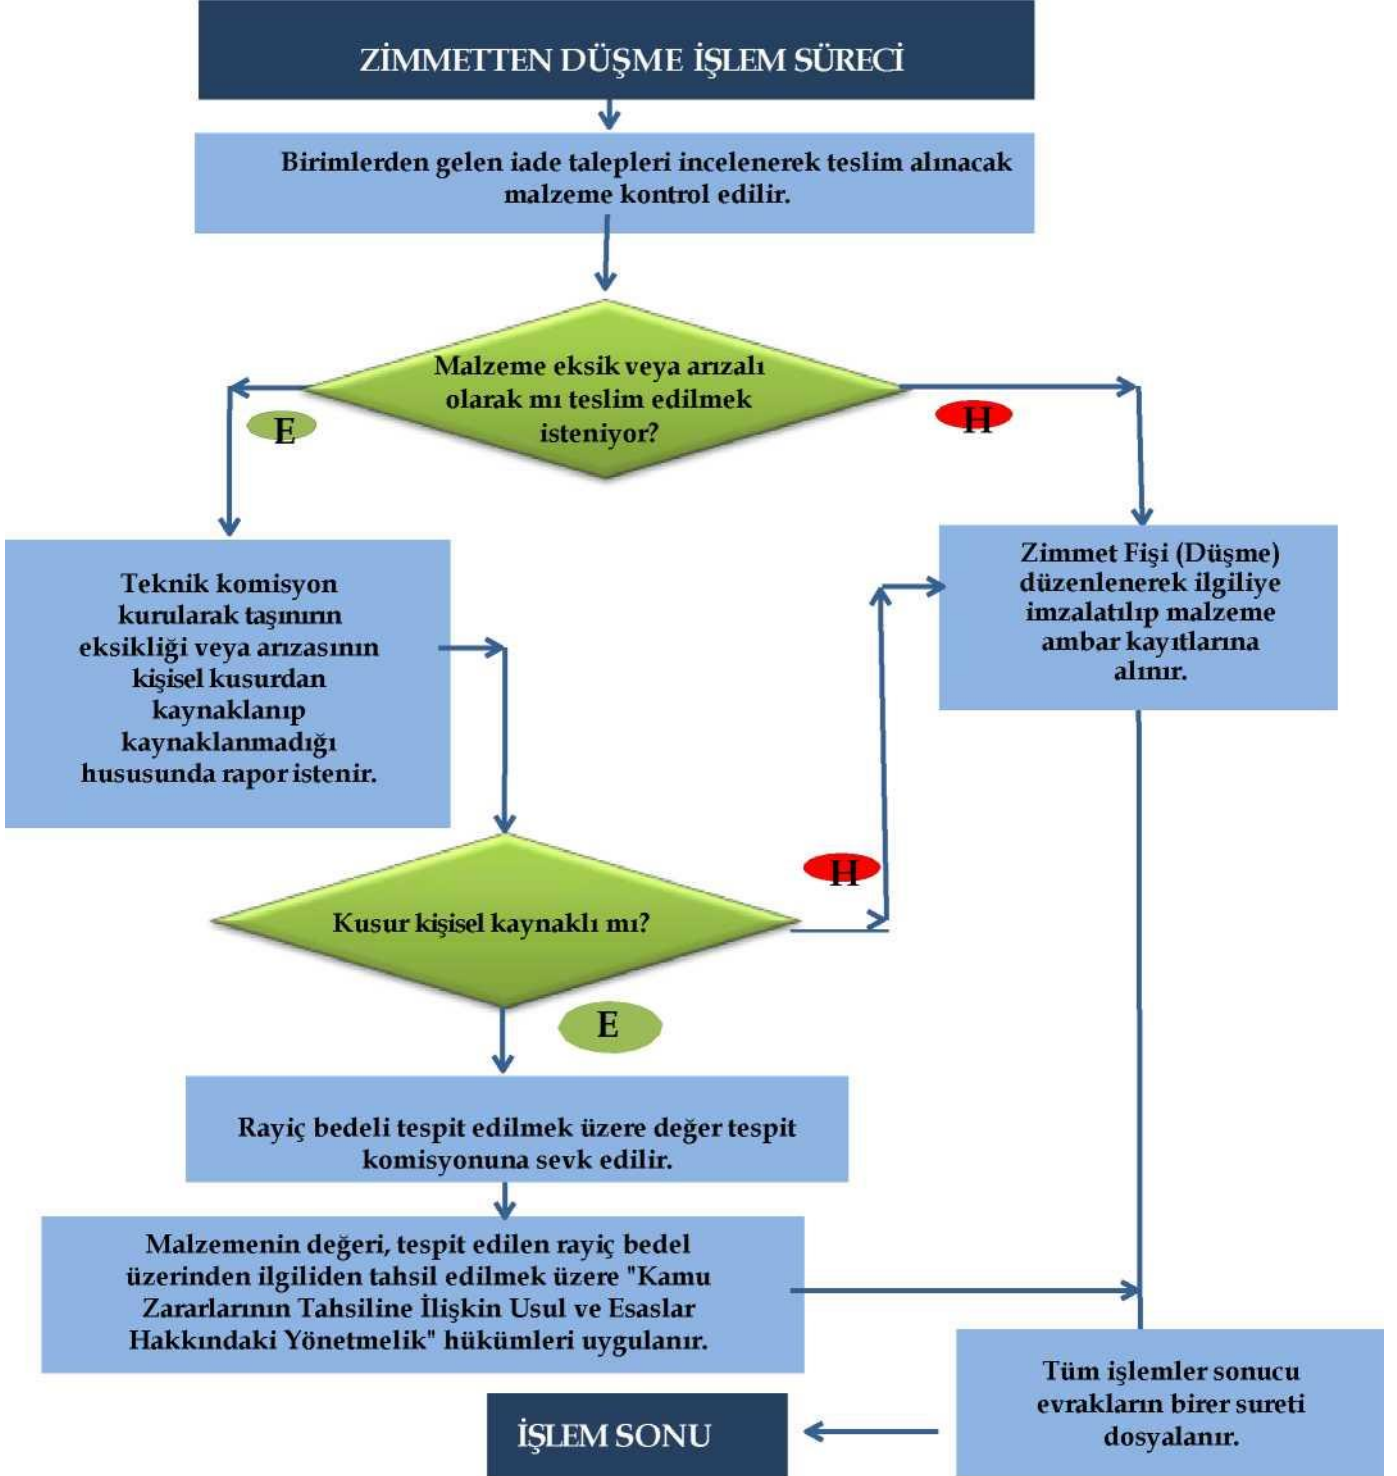 ZİMMETTEN DÜŞME İŞLEM SÜRECİ
Birimlerden gelen iade talepleri incelenerek teslim alınacak
malzeme kontrol edilir.
Malzeme eksik veya arızalı
olarak mı teslim edilmek
isteniyor?
E
H
Teknik komisyon
kurularak taşınırın
eksikliği veya arızasının
kişisel kusurdan
kaynaklanıp
kaynaklanmadığı
hususunda rapor istenir.
Zimmet Fişi (Düşme)
düzenlenerek ilgiliye
imzalatılıp malzeme
ambar kayıtlarına
alınır.
H
Kusur kişisel kaynaklı mı?
E
Rayiç bedeli tespit edilmek üzere değer tespit
komisyonuna sevk edilir.
Malzemenin değeri, tespit edilen rayiç bedel
üzerinden ilgiliden tahsil edilmek üzere "Kamu
Zararlarının Tahsiline İlişkin Usul ve Esaslar
Hakkındaki Yönetmelik" hükümleri uygulanır.
Tüm işlemler sonucu
evrakların birer sureti
dosyalanır.
İŞLEM SONU